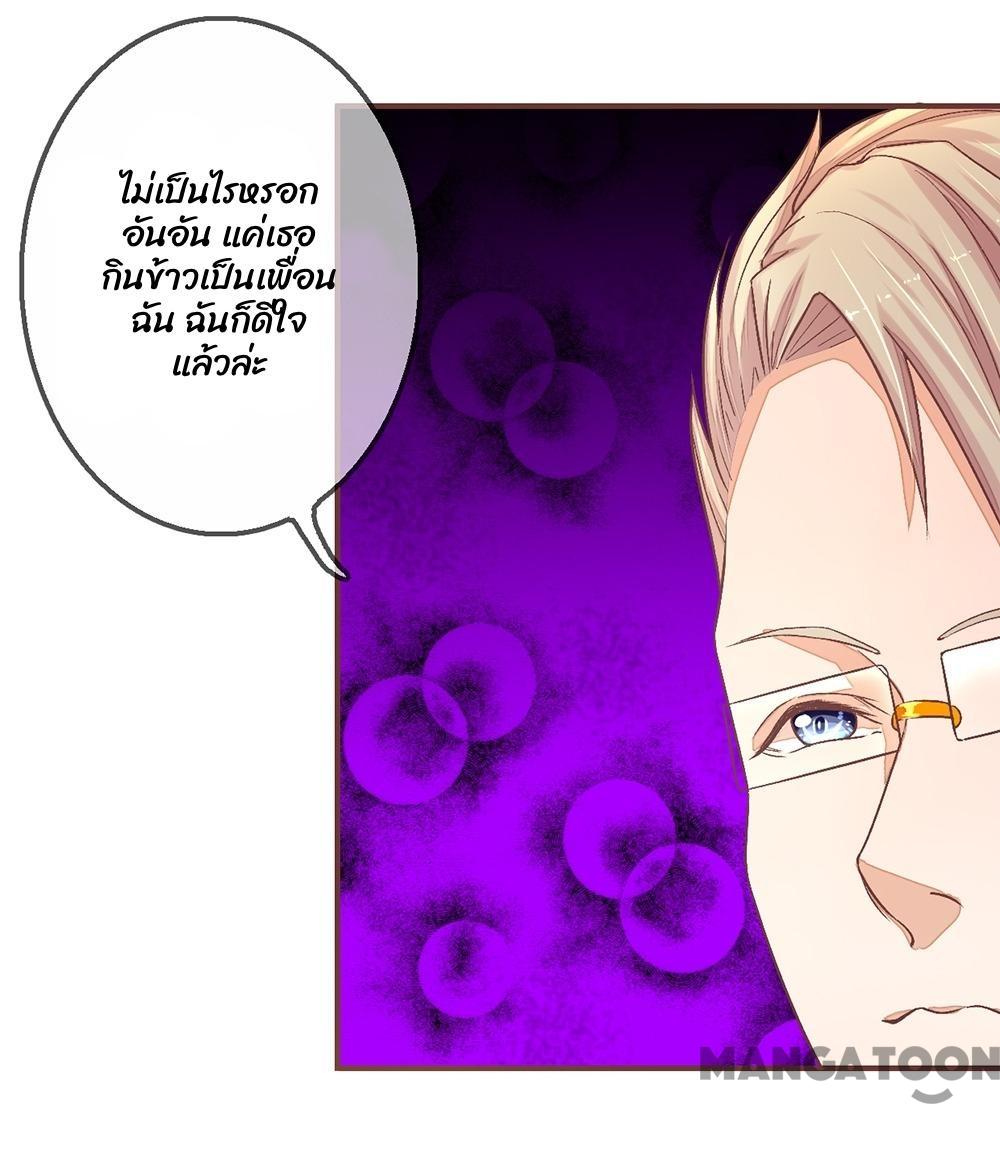 ไม่เป็นไรหรอก
อันอัน แค่เธอ
กินข้าวเป็นเพื่อน
ฉัน ฉันก็ดีใจ
แล้วล่ะ
MANGATOON